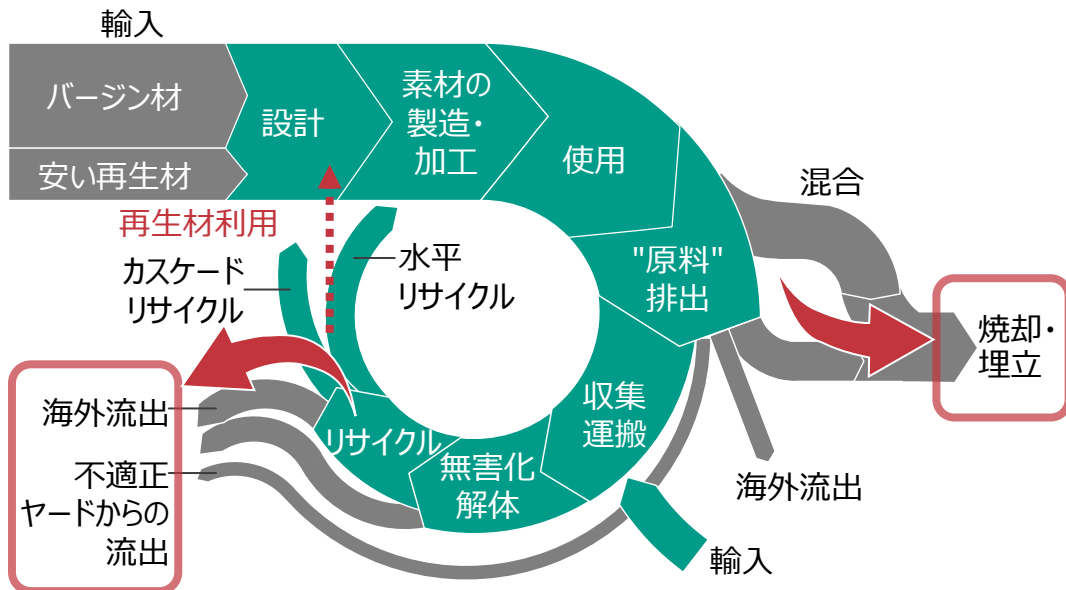 輸入
バージン材
安い再生材
設計
素材の
製造・
加工
使用
"原料"
排出
混合
焼却・
埋立
再生材利用
カスケード
リサイクル
水平
リサイクル
収集
運搬
海外流出
輸入
無害化
解体
リサイクル
海外流出
不適正
ヤードからの
流出